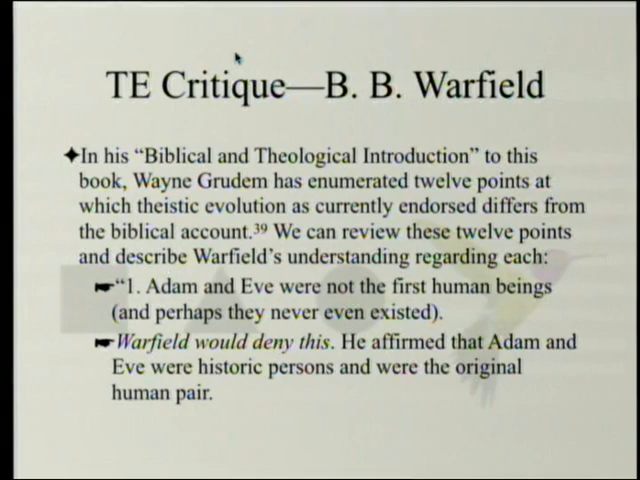 TE Critique—B. B. Warfield
✦In his “Biblical and Theological Introduction” to this
book, Wayne Grudem has enumerated twelve points at
which theistic evolution as currently endorsed differs from
the biblical account.³⁹ We can review these twelve points
and describe Warfield’s understanding regarding each:
☛“1. Adam and Eve were not the first human beings
(and perhaps they never even existed).
☛Warfield would deny this. He affirmed that Adam and
Eve were historic persons and were the original
human pair.